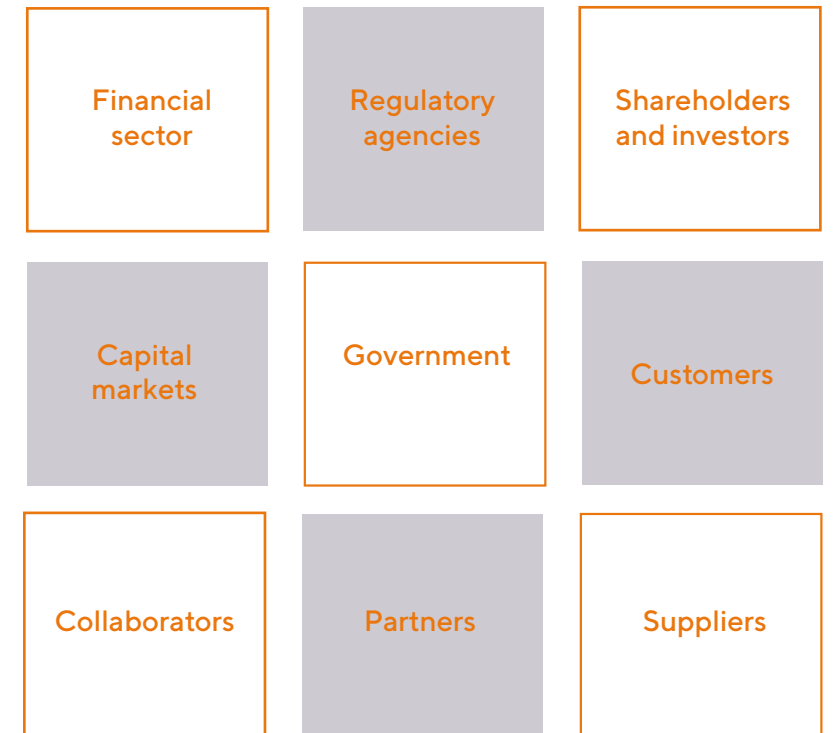 Financial
sector
Regulatory
agencies
Shareholders
and investors
Capital
markets
Government
Customers
Collaborators
Partners
Suppliers